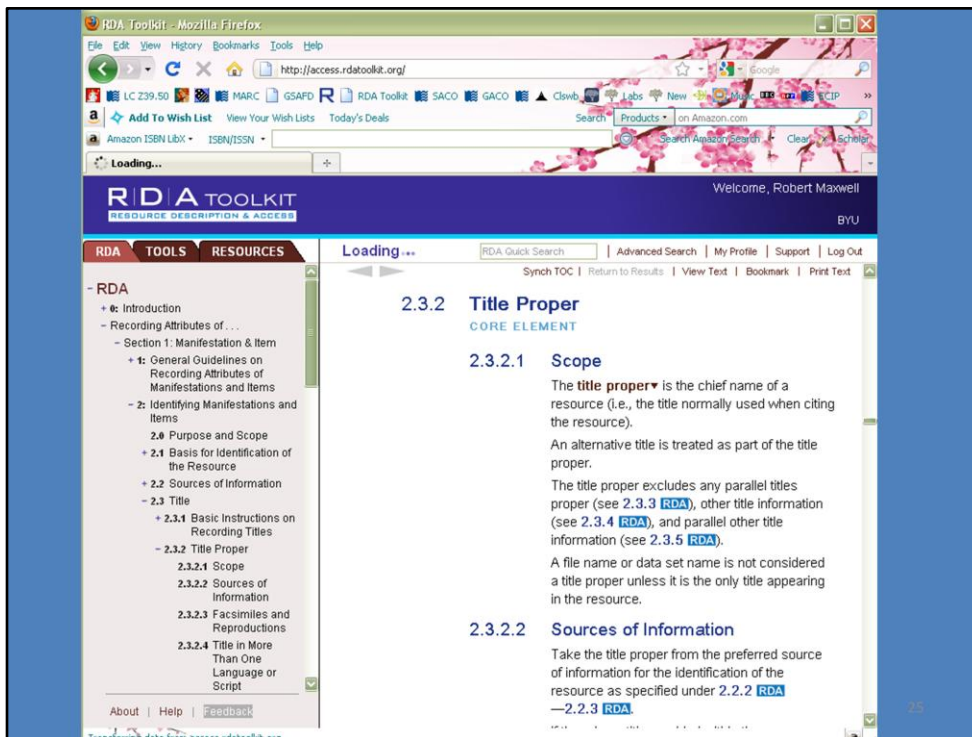 RDA Toolkit - Mozilla Firefox
File Edit View History Bookmarks Tools Help
http://access.rdatoolkit.org/
Google
LC Z39.50 MARC GSAFD RDA Toolkit SACO GACO Clswb Labs New Music ECIP »
Add To Wish List View Your Wish Lists Today's Deals Search Products on Amazon.com
Amazon ISBN LibX ISBN/ISSN Search Amazon Search Clear Scholar
Loading...
RDA TOOLKIT
RESOURCE DESCRIPTION & ACCESS
Welcome, Robert Maxwell
BYU
RDA TOOLS RESOURCES
Loading...
RDA Quick Search | Advanced Search | My Profile | Support | Log Out
Synch TOC | Return to Results | View Text | Bookmark | Print Text
- RDA
+ 0: Introduction
- Recording Attributes of . . .
- Section 1: Manifestation & Item
+ 1: General Guidelines on
Recording Attributes of
Manifestations and Items
- 2: Identifying Manifestations and
Items
2.0 Purpose and Scope
+ 2.1 Basis for Identification of
the Resource
+ 2.2 Sources of Information
- 2.3 Title
+ 2.3.1 Basic Instructions on
Recording Titles
- 2.3.2 Title Proper
2.3.2.1 Scope
2.3.2.2 Sources of
Information
2.3.2.3 Facsimiles and
Reproductions
2.3.2.4 Title in More
Than One
Language or
Script
About | Help | Feedback
2.3.2 Title Proper
CORE ELEMENT
2.3.2.1 Scope
The title proper▾ is the chief name of a
resource (i.e., the title normally used when citing
the resource).
An alternative title is treated as part of the title
proper.
The title proper excludes any parallel titles
proper (see 2.3.3 RDA), other title information
(see 2.3.4 RDA), and parallel other title
information (see 2.3.5 RDA).
A file name or data set name is not considered
a title proper unless it is the only title appearing
in the resource.
2.3.2.2 Sources of Information
Take the title proper from the preferred source
of information for the identification of the
resource as specified under 2.2.2 RDA
—2.2.3 RDA.
25